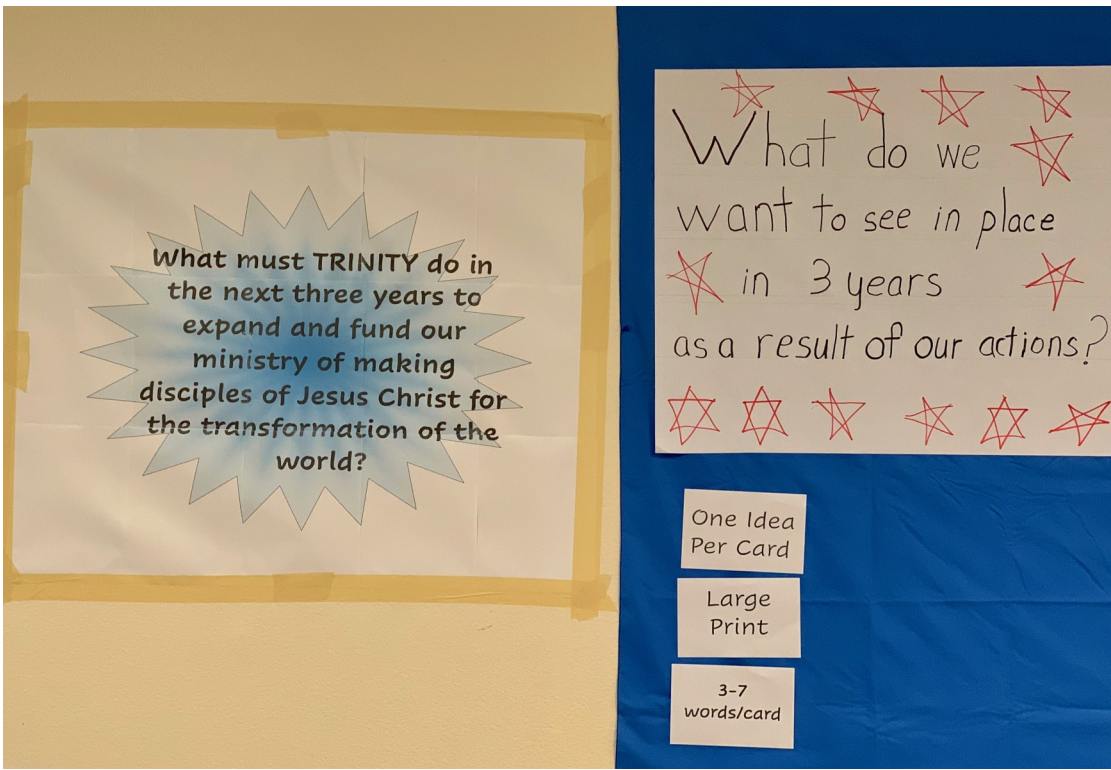 What must TRINITY do in
the next three years to
expand and fund our
ministry of making
disciples of Jesus Christ for
the transformation of the
world?
What do we
want to see in place
in 3 years
as a result of our actions?
One Idea
Per Card
Large
Print
3-7
words/card